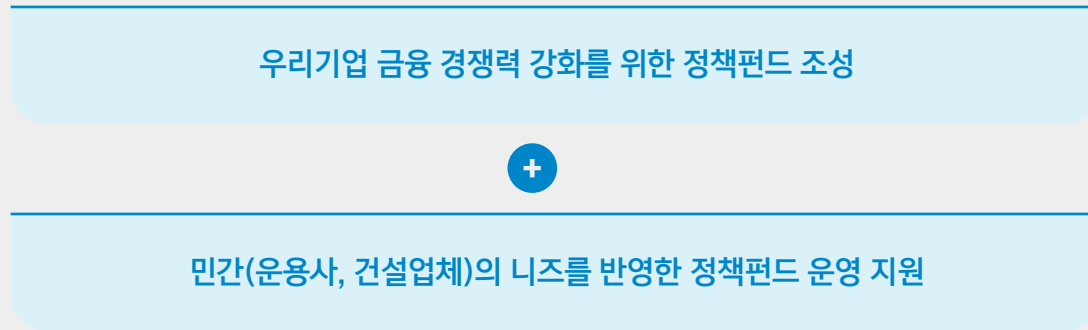 우리기업 금융 경쟁력 강화를 위한 정책펀드 조성
+
민간(운용사, 건설업체)의 니즈를 반영한 정책펀드 운영 지원